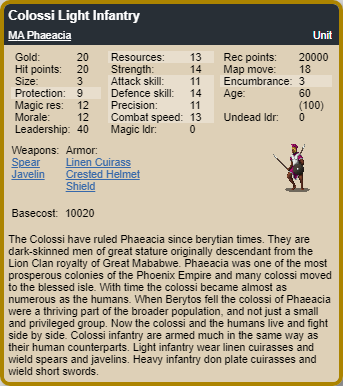 Colossi Light Infantry
MA Phaeacia Unit
Gold: 20 Resources: 13 Rec points: 20000
Hit points: 20 Strength: 14 Map move: 18
Size: 3 Attack skill: 11 Encumbrance: 3
Protection: 9 Defence skill: 14 Age: 60
Magic res: 12 Precision: 11 (100)
Morale: 12 Combat speed: 13 Undead ldr: 0
Leadership: 40 Magic ldr: 0
Weapons: Armor:
Spear Linen Cuirass
Javelin Crested Helmet
Shield
Basecost: 10020
The Colossi have ruled Phaeacia since berytian times. They are
dark-skinned men of great stature originally descendant from the
Lion Clan royalty of Great Mababwe. Phaeacia was one of the most
prosperous colonies of the Phoenix Empire and many colossi moved
to the blessed isle. With time the colossi became almost as
numerous as the humans. When Berytos fell the colossi of Phaeacia
were a thriving part of the broader population, and not just a small
and privileged group. Now the colossi and the humans live and fight
side by side. Colossi infantry are armed much in the same way as
their human counterparts. Light infantry wear linen cuirasses and
wield spears and javelins. Heavy infantry don plate cuirasses and
wield short swords.